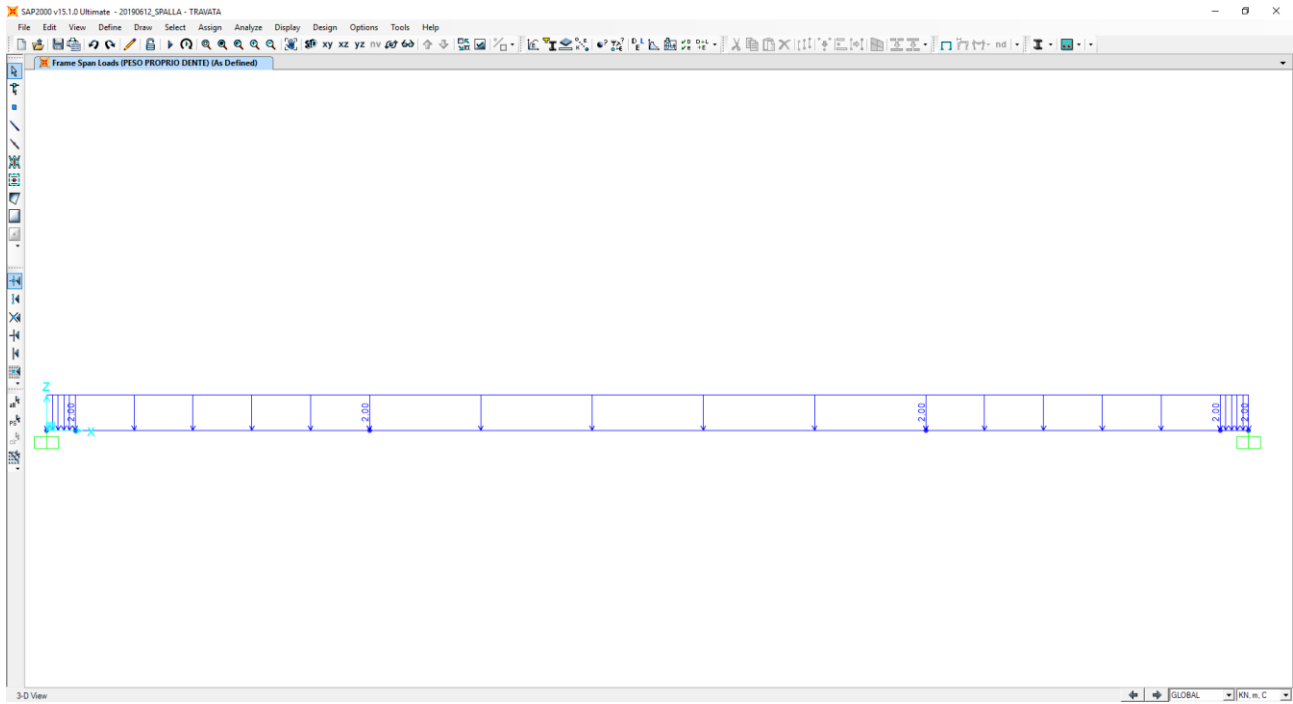 SAP2000 v15.1.0 Ultimate - 20190612_SPALLA - TRAVATA
File Edit View Define Draw Select Assign Analyze Display Design Options Tools Help
xy xz yz nv nd
Frame Span Loads (PESO PROPRIO DENTE) (As Defined)
Z
2.00 2.00 2.00 2.00 2.00
X
3-D View GLOBAL KN, m, C